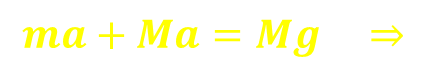 ma + Ma = Mg ⇒